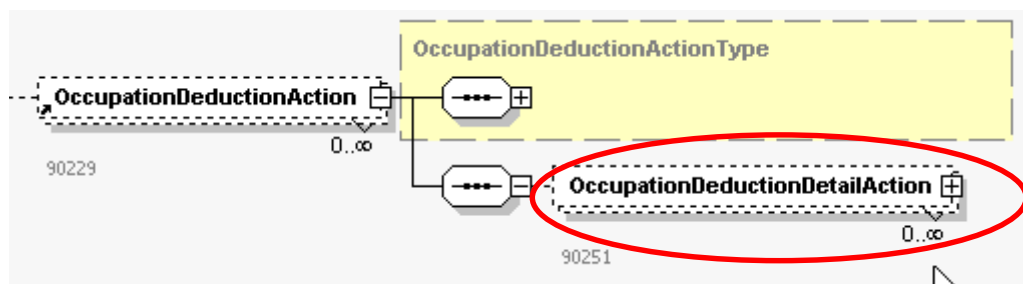 OccupationDeductionActionType
OccupationDeductionAction
0..∞
90229
OccupationDeductionDetailAction
0..∞
90251